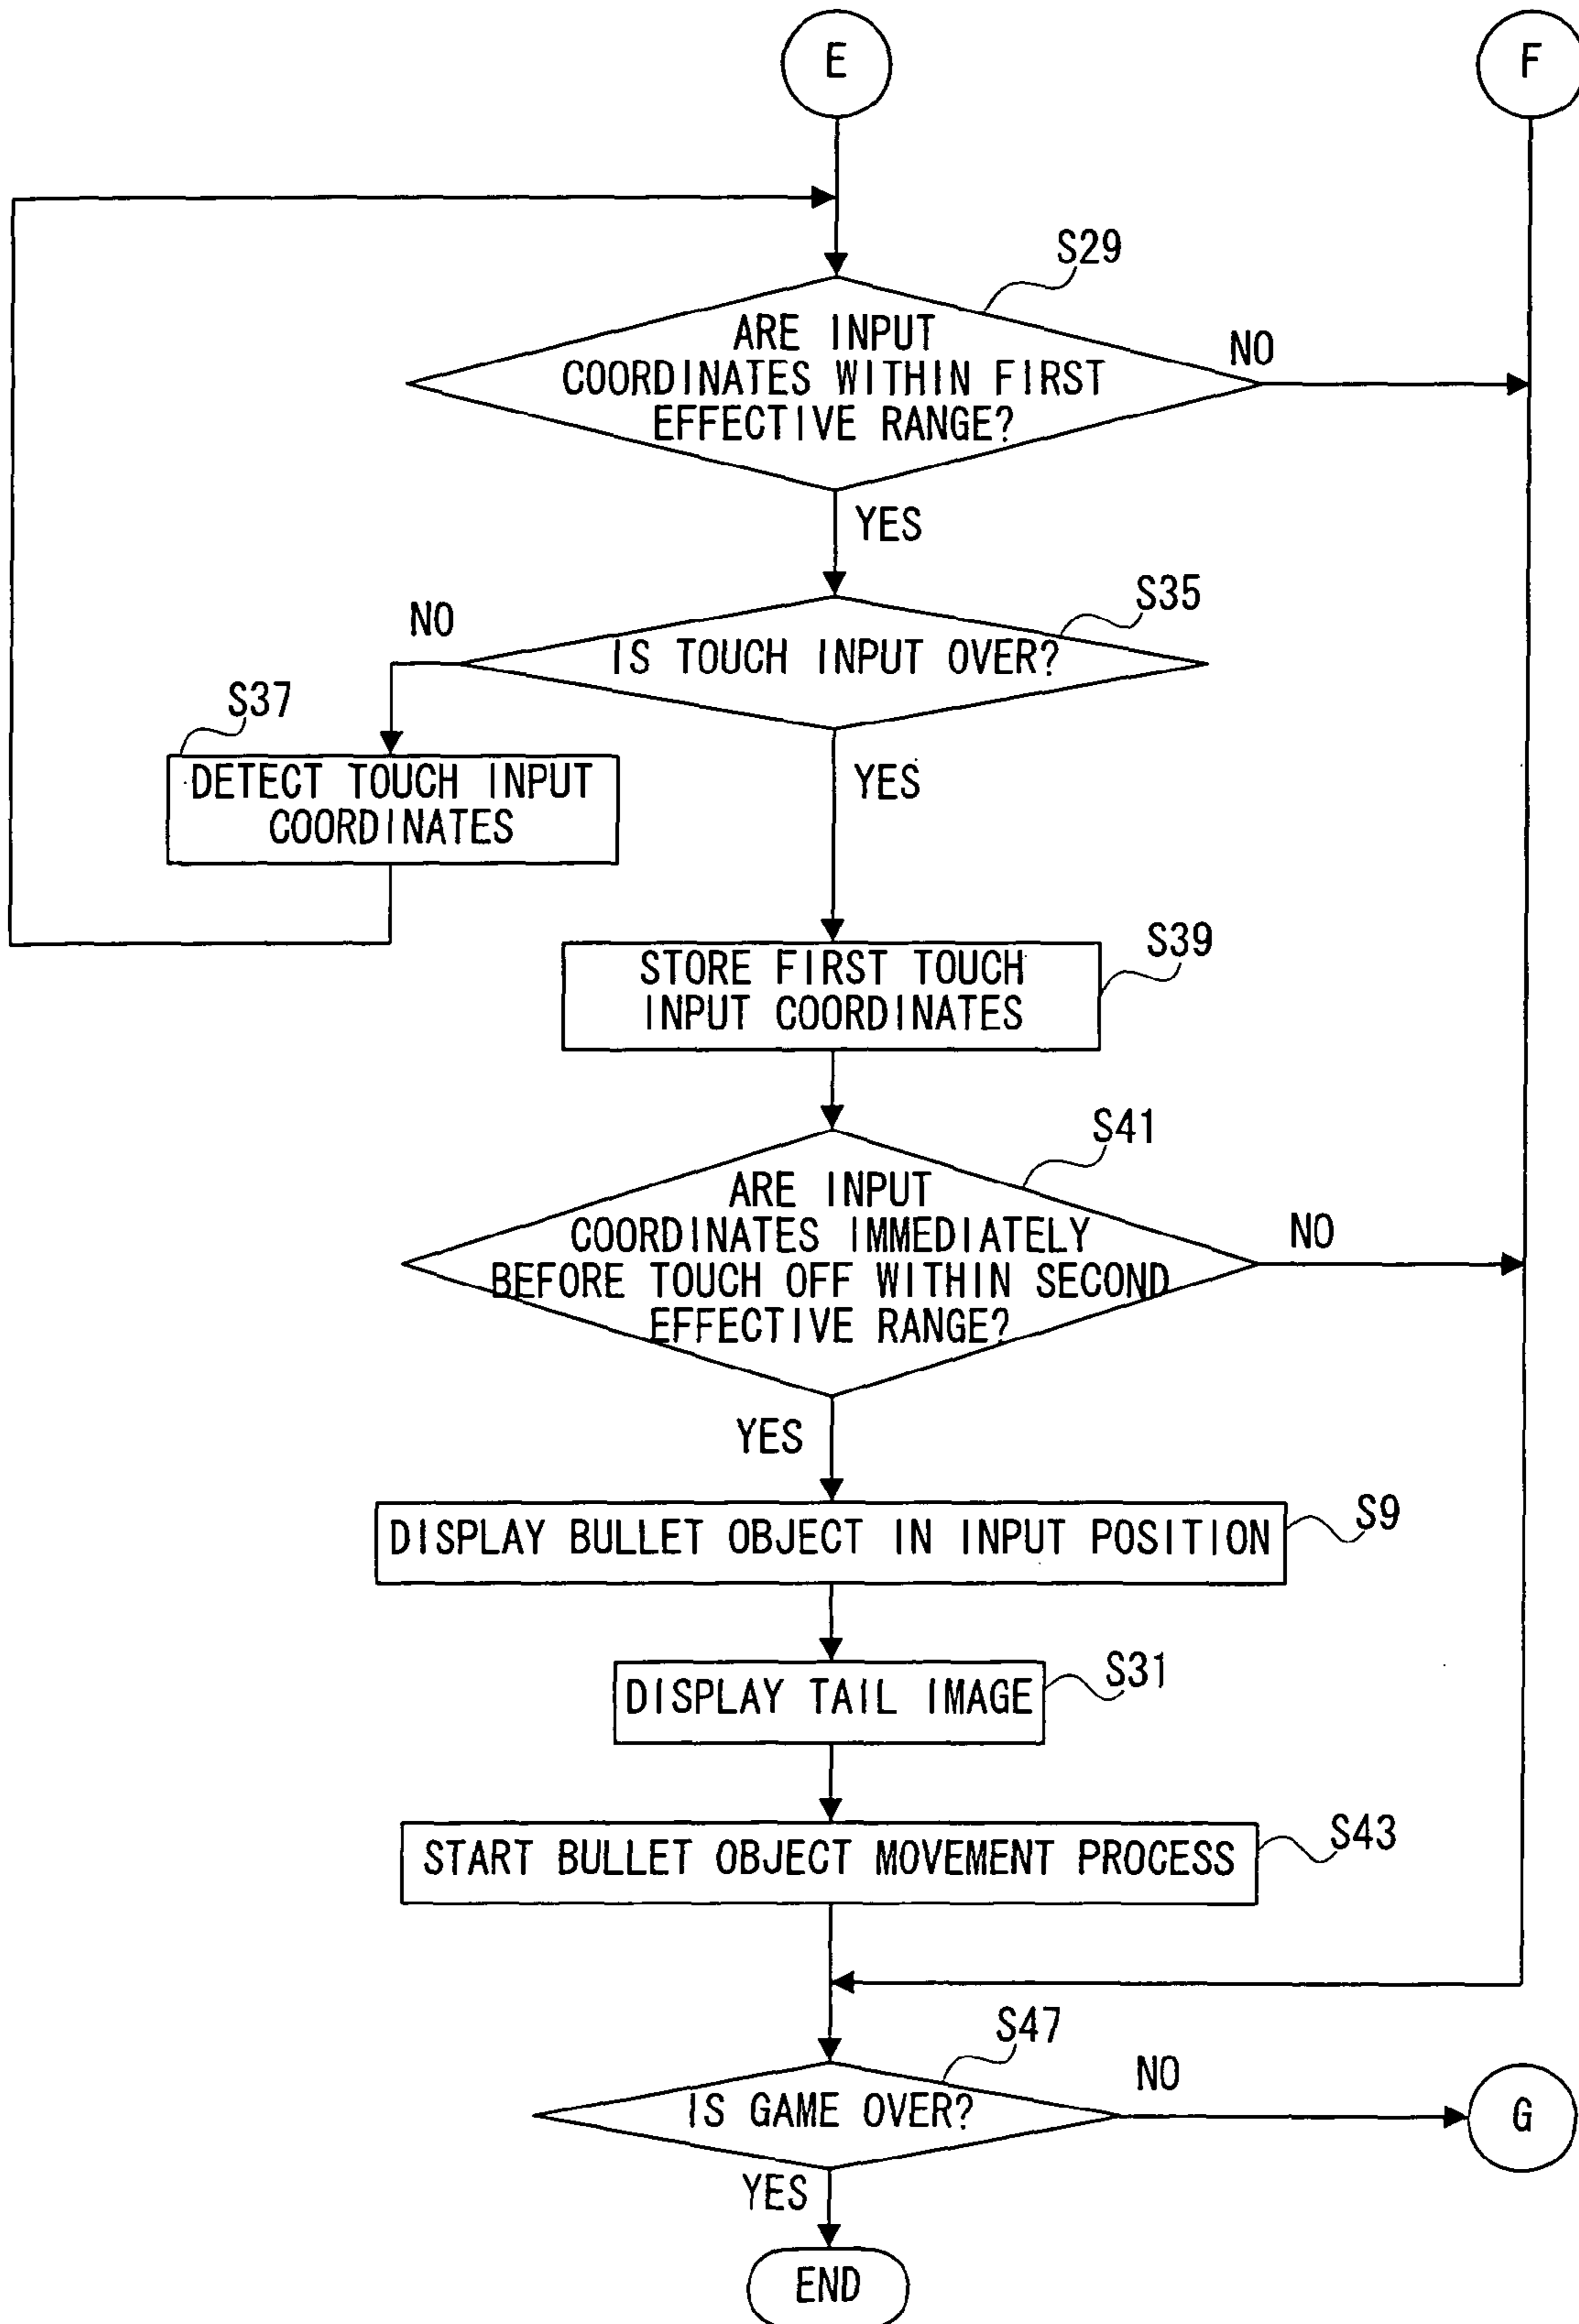 E
F
S29
ARE INPUT
COORDINATES WITHIN FIRST
EFFECTIVE RANGE?
NO
YES
S35
NO
IS TOUCH INPUT OVER?
S37
DETECT TOUCH INPUT
COORDINATES
YES
S39
STORE FIRST TOUCH
INPUT COORDINATES
S41
ARE INPUT
COORDINATES IMMEDIATELY
BEFORE TOUCH OFF WITHIN SECOND
EFFECTIVE RANGE?
NO
YES
S9
DISPLAY BULLET OBJECT IN INPUT POSITION
S31
DISPLAY TAIL IMAGE
S43
START BULLET OBJECT MOVEMENT PROCESS
S47
IS GAME OVER?
NO
G
YES
END